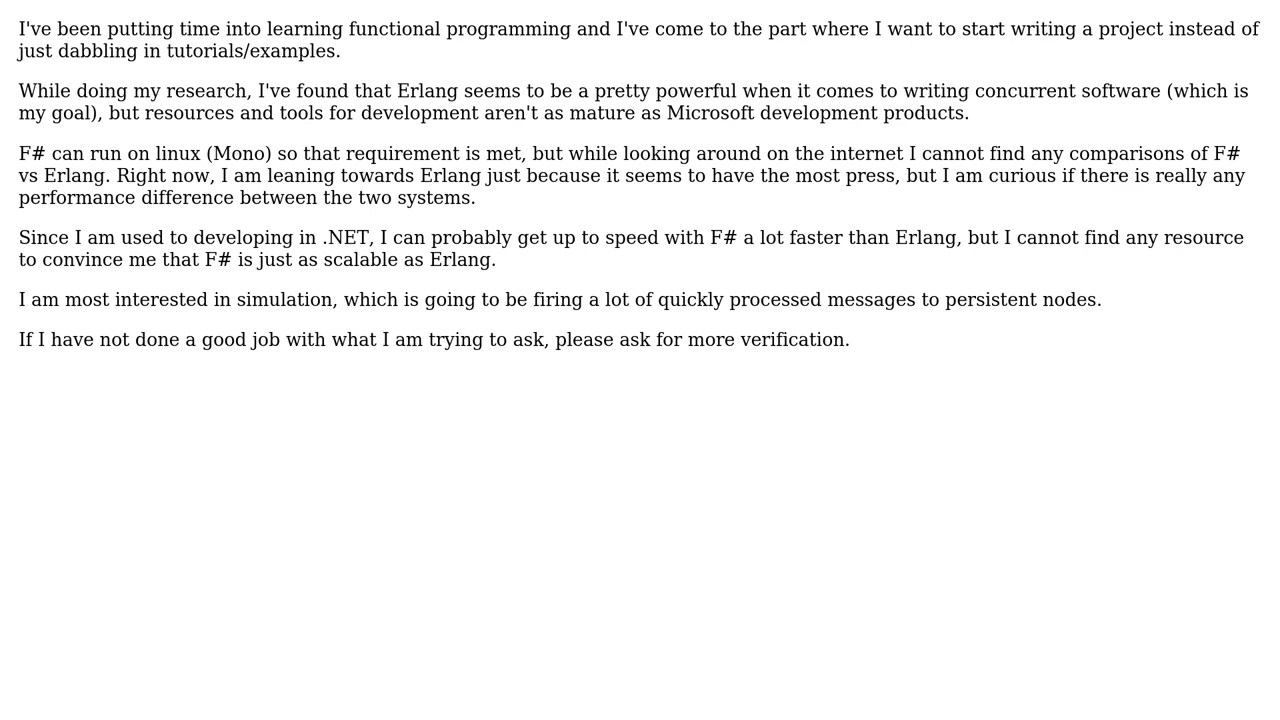 I've been putting time into learning functional programming and I've come to the part where I want to start writing a project instead of
just dabbling in tutorials/examples.
While doing my research, I've found that Erlang seems to be a pretty powerful when it comes to writing concurrent software (which is
my goal), but resources and tools for development aren't as mature as Microsoft development products.
F# can run on linux (Mono) so that requirement is met, but while looking around on the internet I cannot find any comparisons of F#
vs Erlang. Right now, I am leaning towards Erlang just because it seems to have the most press, but I am curious if there is really any
performance difference between the two systems.
Since I am used to developing in .NET, I can probably get up to speed with F# a lot faster than Erlang, but I cannot find any resource
to convince me that F# is just as scalable as Erlang.
I am most interested in simulation, which is going to be firing a lot of quickly processed messages to persistent nodes.
If I have not done a good job with what I am trying to ask, please ask for more verification.